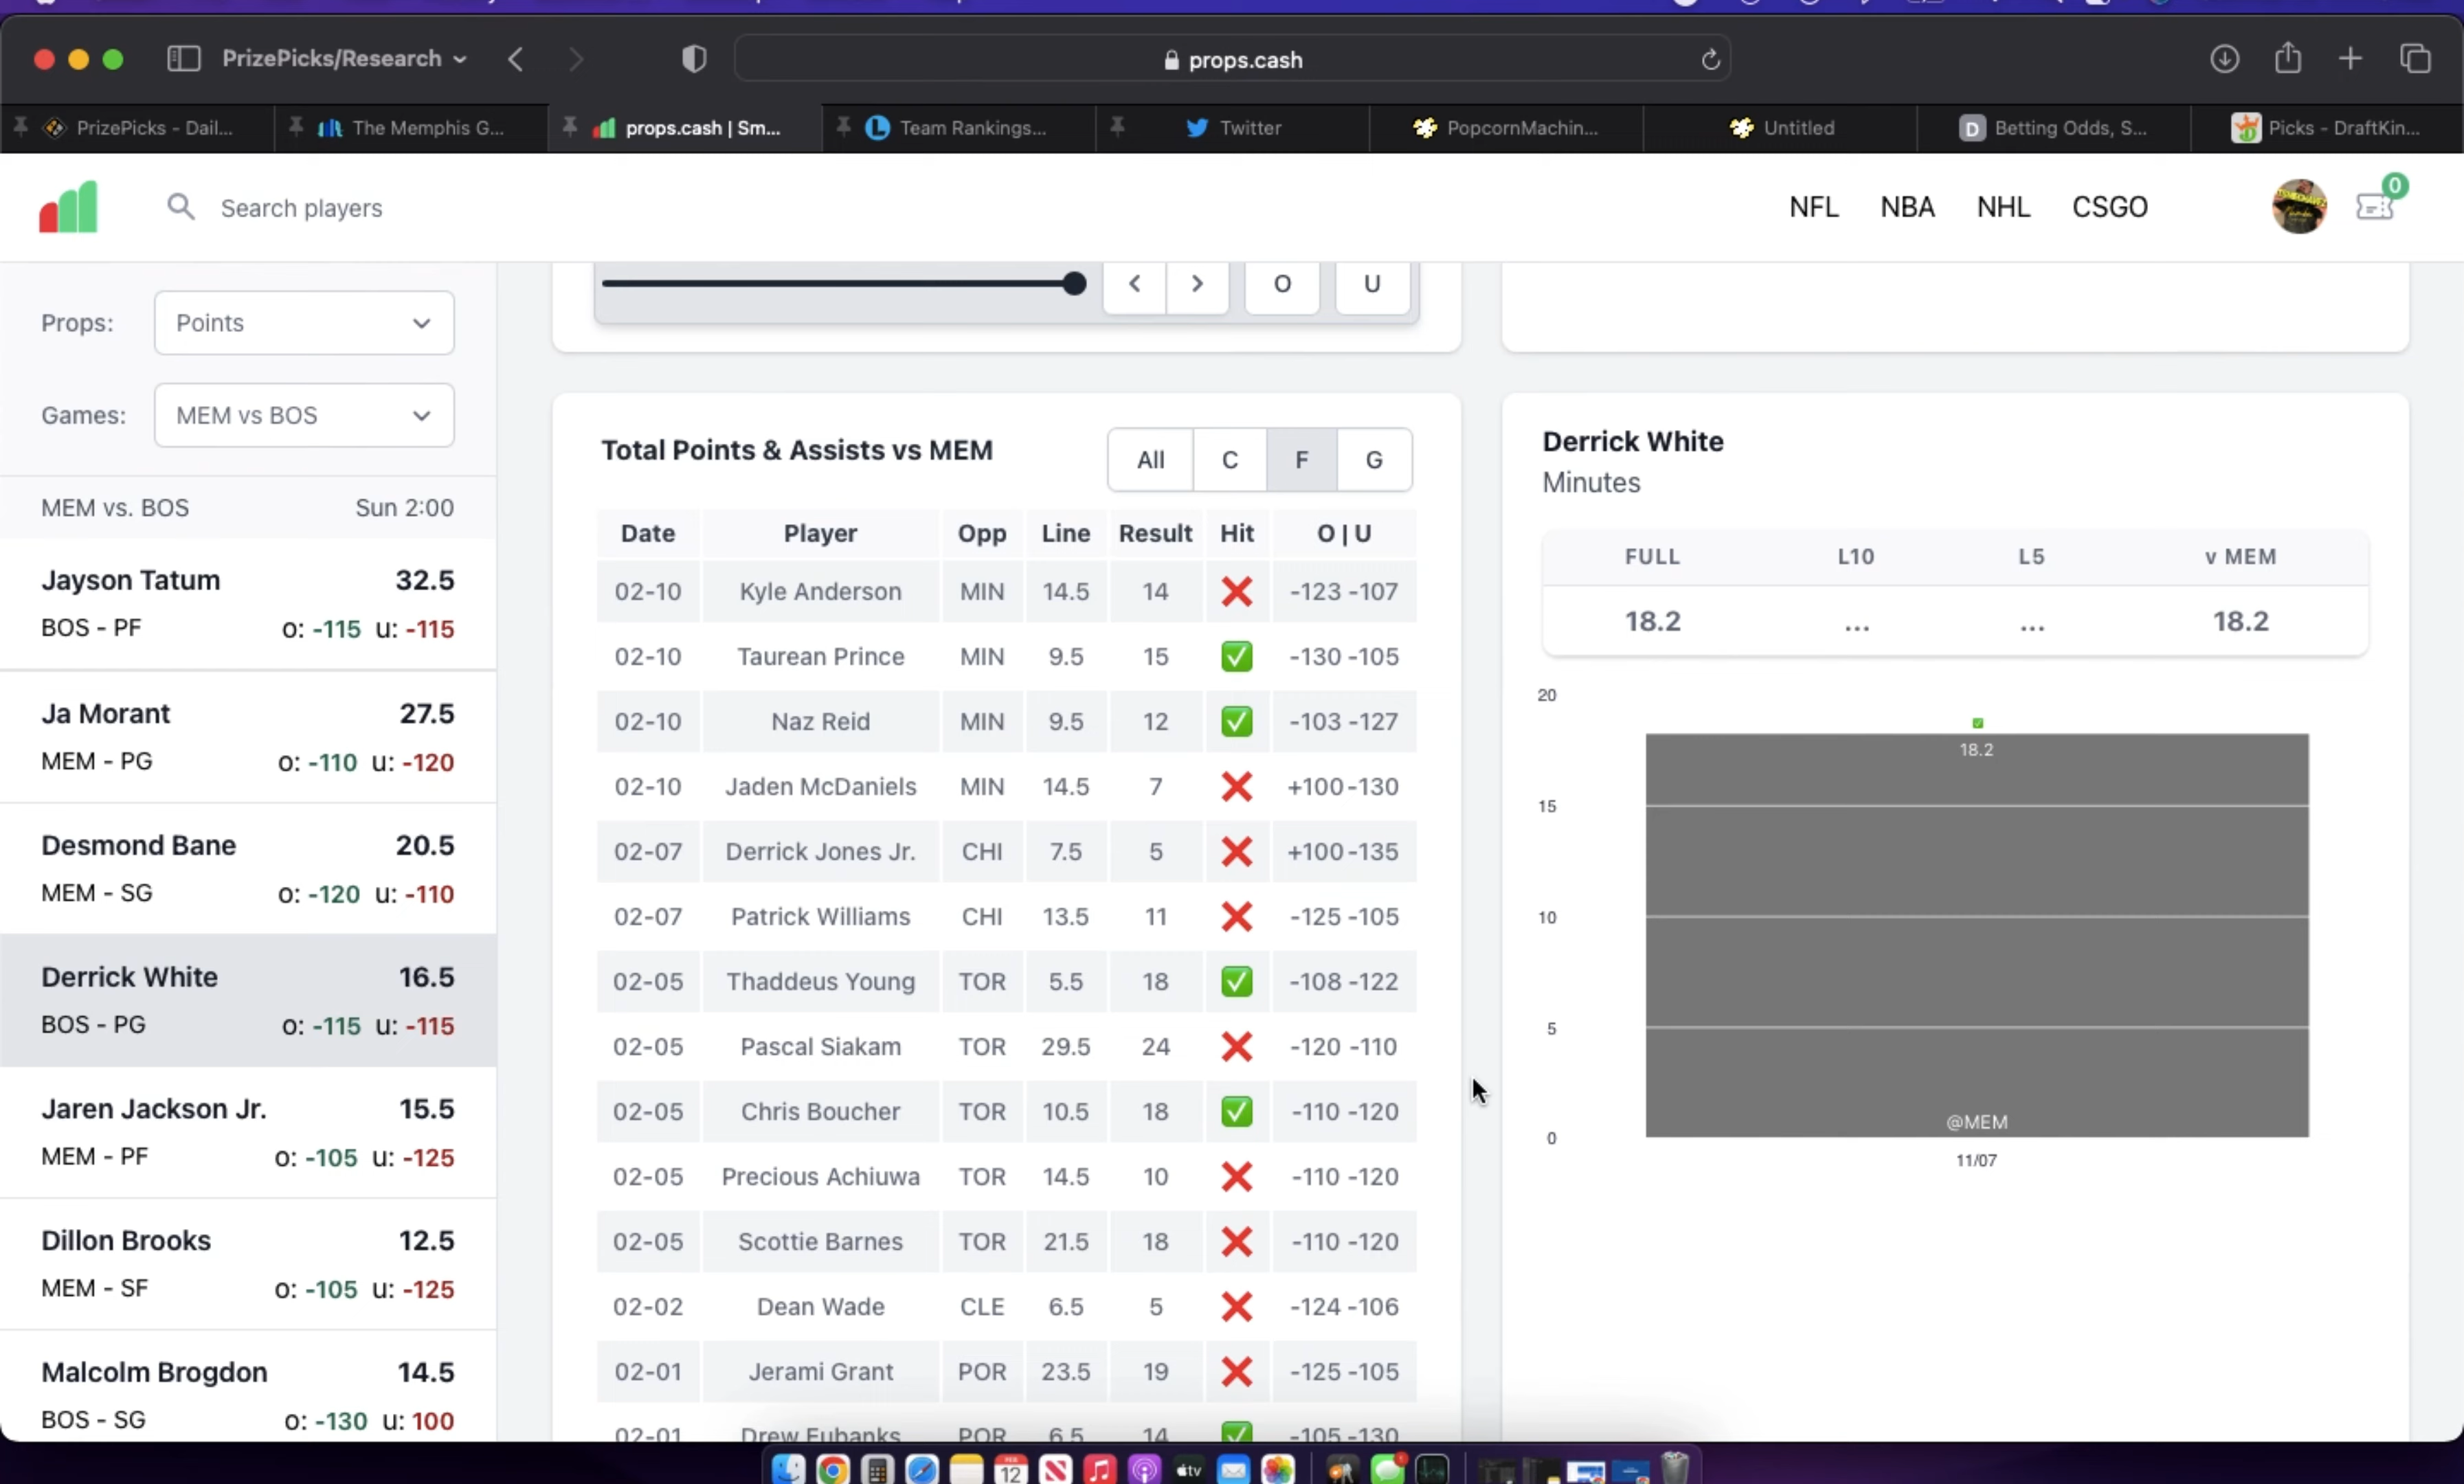 PrizePicks/Research
props.cash
PrizePicks - Dail...
The Memphis G...
props.cash | Sm...
Team Rankings...
Twitter
PopcornMachin...
Untitled
D
Betting Odds, S...
Picks - DraftKin...
Search players
NFL NBA NHL CSGO
0
Props: Points
Games: MEM vs BOS
MEM vs. BOS Sun 2:00
Jayson Tatum 32.5
BOS - PF o: -115 u: -115
Ja Morant 27.5
MEM - PG o: -110 u: -120
Desmond Bane 20.5
MEM - SG o: -120 u: -110
Derrick White 16.5
BOS - PG o: -115 u: -115
Jaren Jackson Jr. 15.5
MEM - PF o: -105 u: -125
Dillon Brooks 12.5
MEM - SF o: -105 u: -125
Malcolm Brogdon 14.5
BOS - SG o: -130 u: 100
< > O U
Total Points & Assists vs MEM
All C F G
Date Player Opp Line Result Hit O | U
02-10 Kyle Anderson MIN 14.5 14 ❌ -123 -107
02-10 Taurean Prince MIN 9.5 15 ✅ -130 -105
02-10 Naz Reid MIN 9.5 12 ✅ -103 -127
02-10 Jaden McDaniels MIN 14.5 7 ❌ +100 -130
02-07 Derrick Jones Jr. CHI 7.5 5 ❌ +100 -135
02-07 Patrick Williams CHI 13.5 11 ❌ -125 -105
02-05 Thaddeus Young TOR 5.5 18 ✅ -108 -122
02-05 Pascal Siakam TOR 29.5 24 ❌ -120 -110
02-05 Chris Boucher TOR 10.5 18 ✅ -110 -120
02-05 Precious Achiuwa TOR 14.5 10 ❌ -110 -120
02-05 Scottie Barnes TOR 21.5 18 ❌ -110 -120
02-02 Dean Wade CLE 6.5 5 ❌ -124 -106
02-01 Jerami Grant POR 23.5 19 ❌ -125 -105
02-01 Drew Eubanks POR 6.5 14 ✅ -105 -130
Derrick White
Minutes
FULL L10 L5 v MEM
18.2 ... ... 18.2
20
15
10
5
0
18.2
@MEM
11/07
12
tv